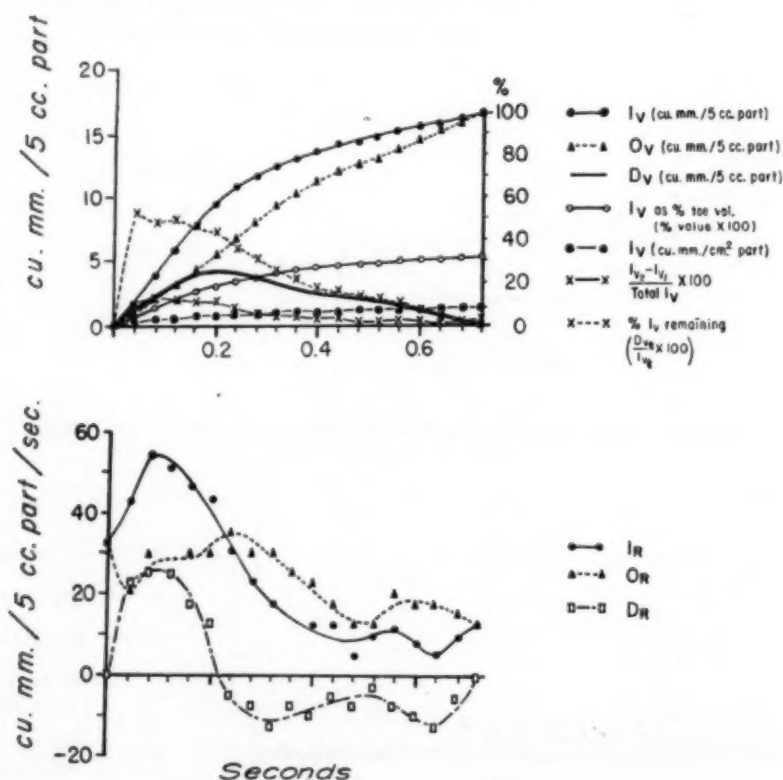 cu. mm. / 5 cc. part
20
15
10
5
0
0.2
0.4
0.6
%
100
80
60
40
20
0
IV (cu. mm./5 cc. part)
OV (cu. mm./5 cc. part)
DV (cu. mm./5 cc. part)
IV as % toe vol.
(% value X100)
IV (cu. mm./cm² part)
IV2-IV1
Total IV X100
% IV remaining
X100
cu. mm. / 5 cc. part / sec.
60
40
20
0
-20
IR
OR
DR
Seconds